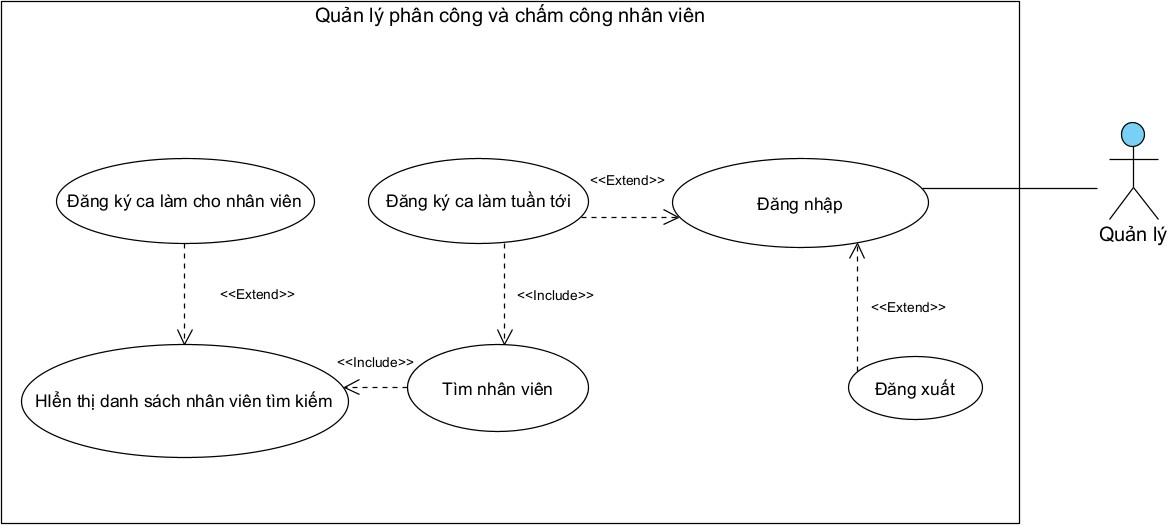 Quản lý phân công và chấm công nhân viên
<<Extend>>
Đăng ký ca làm cho nhân viên
Đăng ký ca làm tuần tới
Đăng nhập
Quản lý
<<Extend>>
<<Include>>
<<Extend>>
<<Include>>
HIển thị danh sách nhân viên tìm kiếm
Tìm nhân viên
Đăng xuất